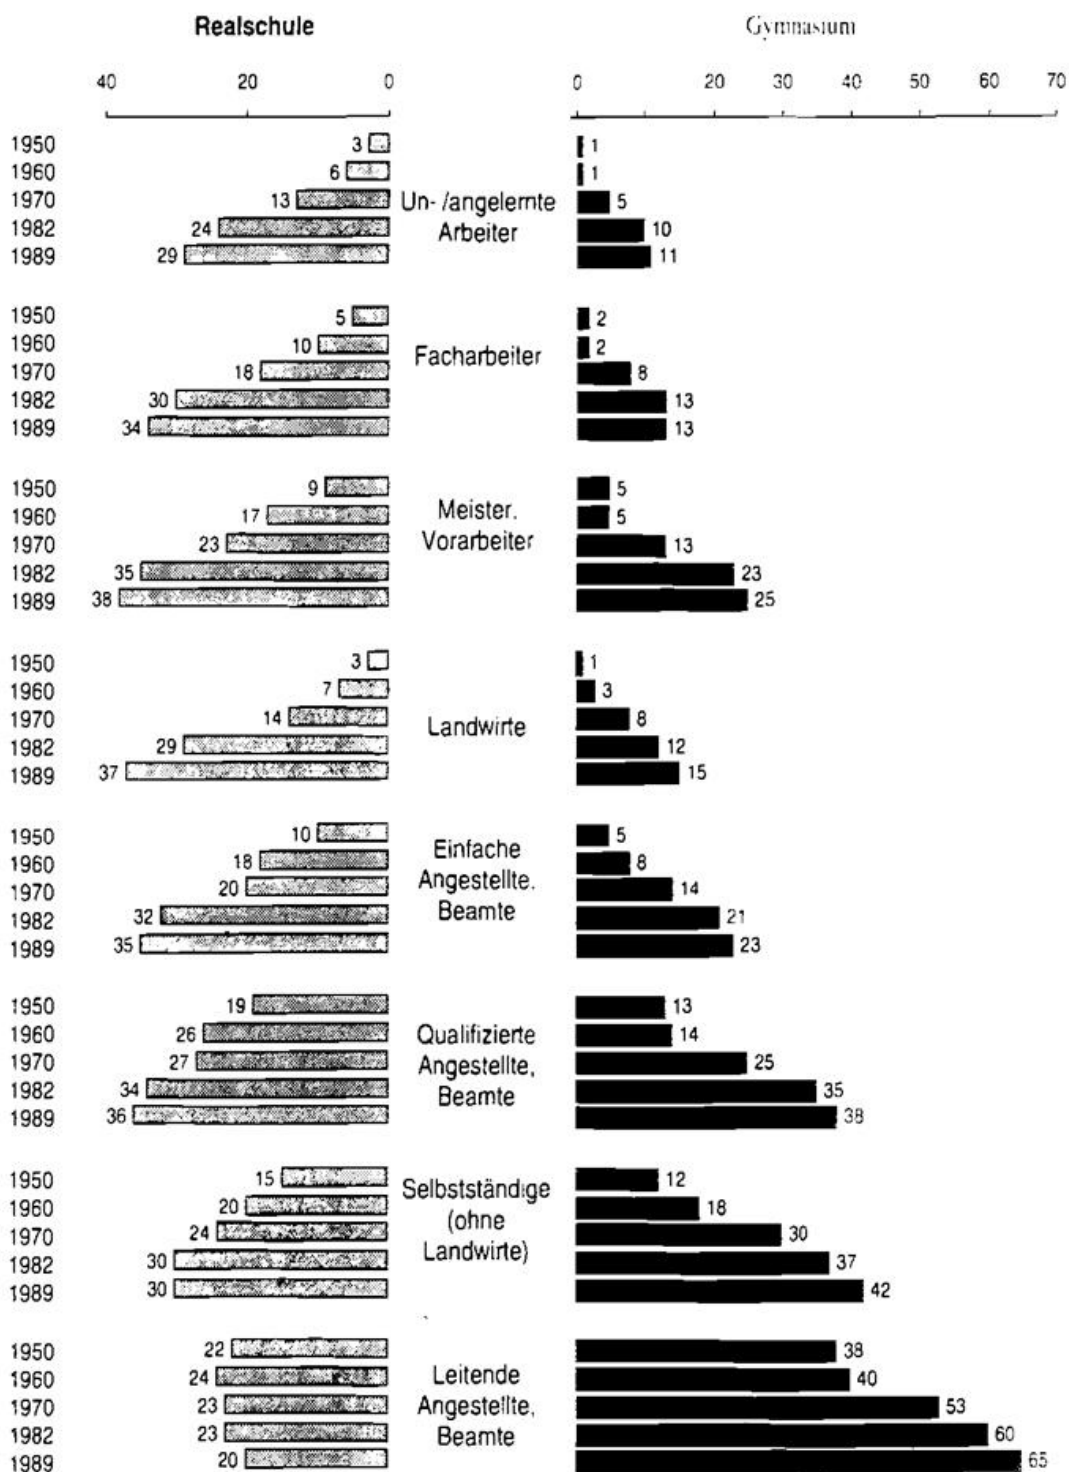 Realschule Gymnasium
40 20 0 0 20 30 40 50 60 70
1950 3 1
1960 6 1
1970 13 Un- /angelernte 5
1982 24 Arbeiter 10
1989 29 11
1950 5 2
1960 10 Facharbeiter 2
1970 18 8
1982 30 13
1989 34 13
1950 9 5
1960 17 Meister. 5
1970 23 Vorarbeiter 13
1982 35 23
1989 38 25
1950 3 1
1960 7 3
1970 14 Landwirte 8
1982 29 12
1989 37 15
1950 10 Einfache 5
1960 18 Angestellte. 8
1970 20 Beamte 14
1982 32 21
1989 35 23
1950 19 13
1960 26 Qualifizierte 14
1970 27 Angestellte, 25
1982 34 Beamte 35
1989 36 38
1950 15 Selbstständige 12
1960 20 (ohne 18
1970 24 Landwirte) 30
1982 30 37
1989 30 42
1950 22 38
1960 24 Leitende 40
1970 23 Angestellte, 53
1982 23 Beamte 60
1989 20 65